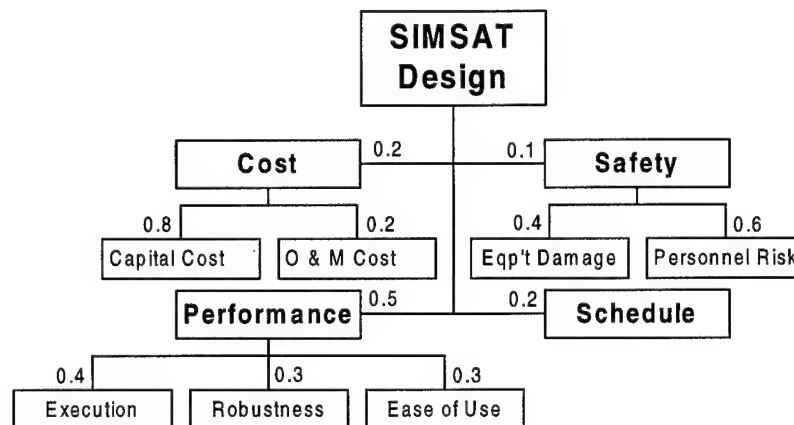 SIMSAT
Design
Cost
0.2
0.1
Safety
0.8
0.2
0.4
0.6
Capital Cost
O & M Cost
Eqp't Damage
Personnel Risk
Performance
0.5
0.2
Schedule
0.4
0.3
0.3
Execution
Robustness
Ease of Use